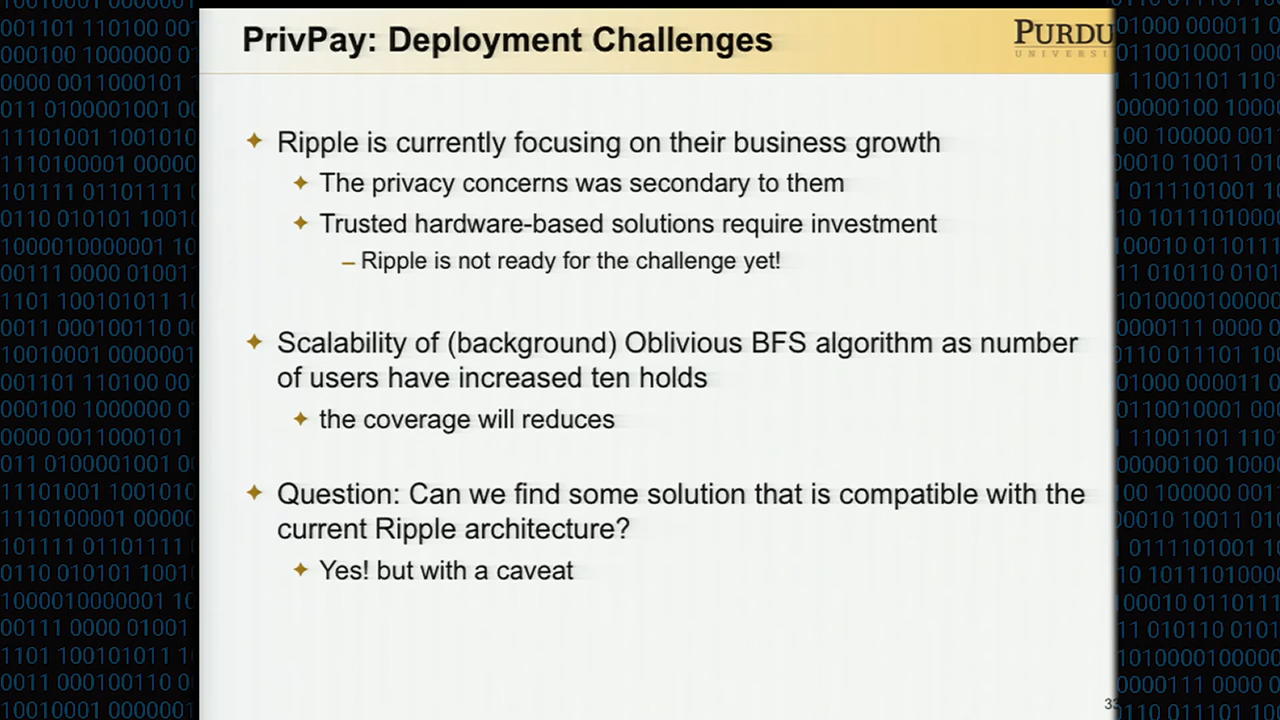 PrivPay: Deployment Challenges
PURDU
UNIVERSI
Ripple is currently focusing on their business growth
The privacy concerns was secondary to them
Trusted hardware-based solutions require investment
– Ripple is not ready for the challenge yet!
Scalability of (background) Oblivious BFS algorithm as number
of users have increased ten holds
the coverage will reduces
Question: Can we find some solution that is compatible with the
current Ripple architecture?
Yes! but with a caveat
33